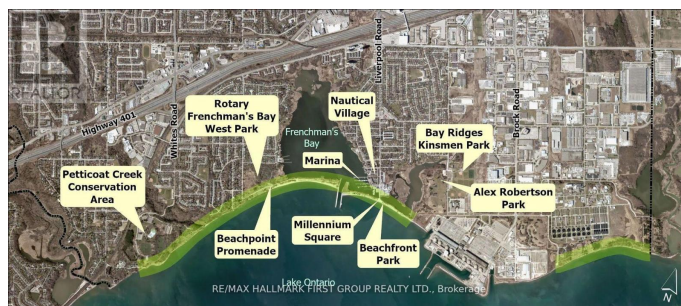 REALTOR
Highway 401
Whites Road
Liverpool Road
Brock Road
Rotary
Frenchman's Bay
West Park
Nautical
Village
Frenchman's
Bay
Marina
Bay Ridges
Kinsmen Park
Petticoat Creek
Conservation
Area
Alex Robertson
Park
Beachpoint
Promenade
Millennium
Square
Beachfront
Park
Lake Ontario
RE/MAX HALLMARK FIRST GROUP REALTY LTD., Brokerage
N